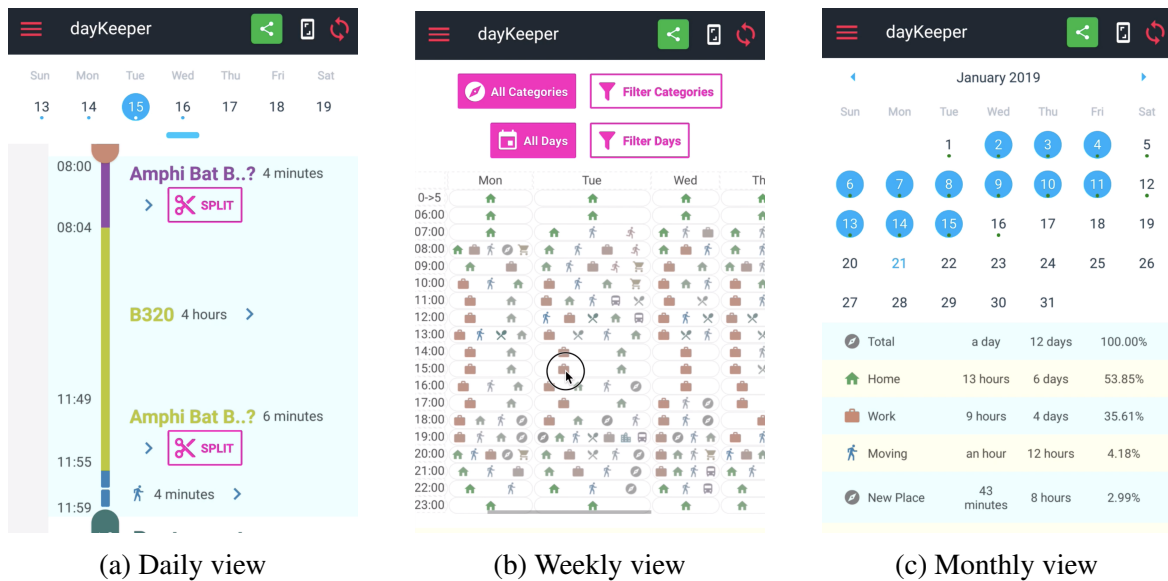 dayKeeper
Sun Mon Tue Wed Thu Fri Sat
13 14 15 16 17 18 19
08:00
Amphi Bat B..? 4 minutes
SPLIT
08:04
B320 4 hours
11:49
Amphi Bat B..? 6 minutes
SPLIT
11:55
4 minutes
11:59
(a) Daily view
dayKeeper
All Categories Filter Categories
All Days Filter Days
Mon Tue Wed Th
0->5
06:00
07:00
08:00
09:00
10:00
11:00
12:00
13:00
14:00
15:00
16:00
17:00
18:00
19:00
20:00
21:00
22:00
23:00
(b) Weekly view
dayKeeper
January 2019
Sun Mon Tue Wed Thu Fri Sat
1 2 3 4 5
6 7 8 9 10 11 12
13 14 15 16 17 18 19
20 21 22 23 24 25 26
27 28 29 30 31
Total a day 12 days 100.00%
Home 13 hours 6 days 53.85%
Work 9 hours 4 days 35.61%
Moving an hour 12 hours 4.18%
New Place 43 minutes 8 hours 2.99%
(c) Monthly view